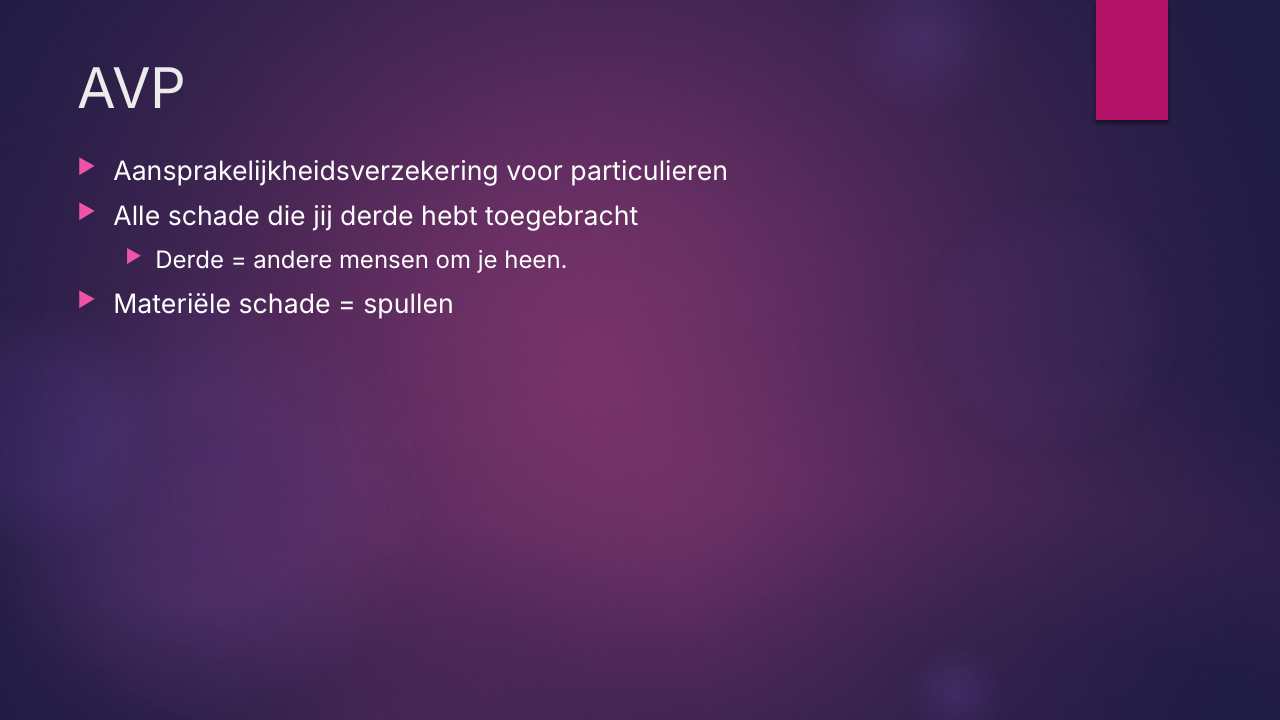 AVP
Aansprakelijkheidsverzekering voor particulieren
Alle schade die jij derde hebt toegebracht
Derde = andere mensen om je heen.
Materiële schade = spullen